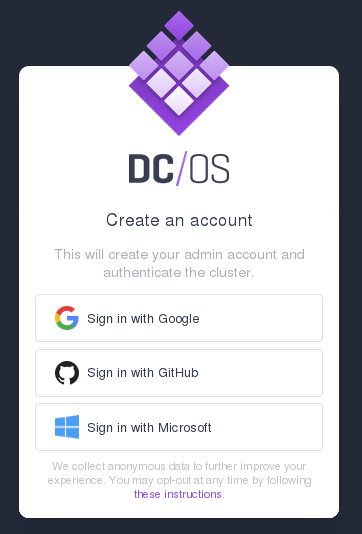 DC/OS
Create an account
This will create your admin account and
authenticate the cluster.
Sign in with Google
Sign in with GitHub
Sign in with Microsoft
We collect anonymous data to further improve your
experience. You may opt-out at any time by following
these instructions.